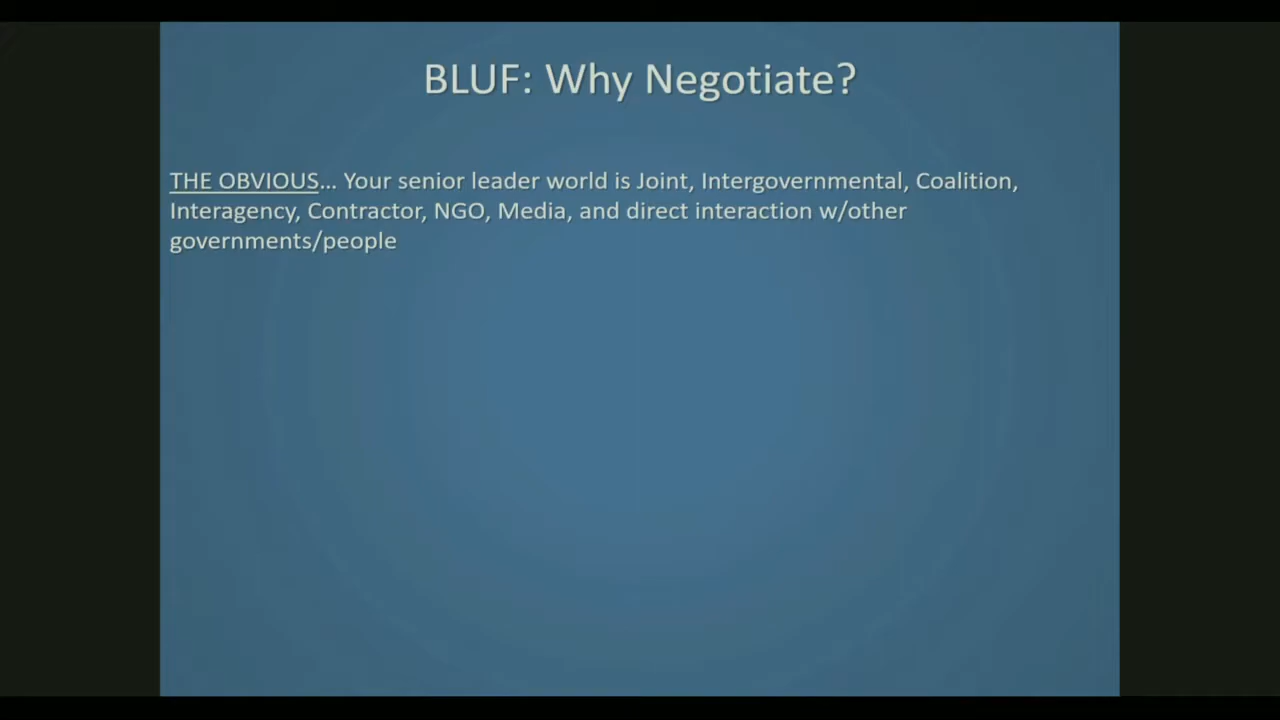 BLUF: Why Negotiate?
THE OBVIOUS... Your senior leader world is Joint, Intergovernmental, Coalition,
Interagency, Contractor, NGO, Media, and direct interaction w/other
governments/people